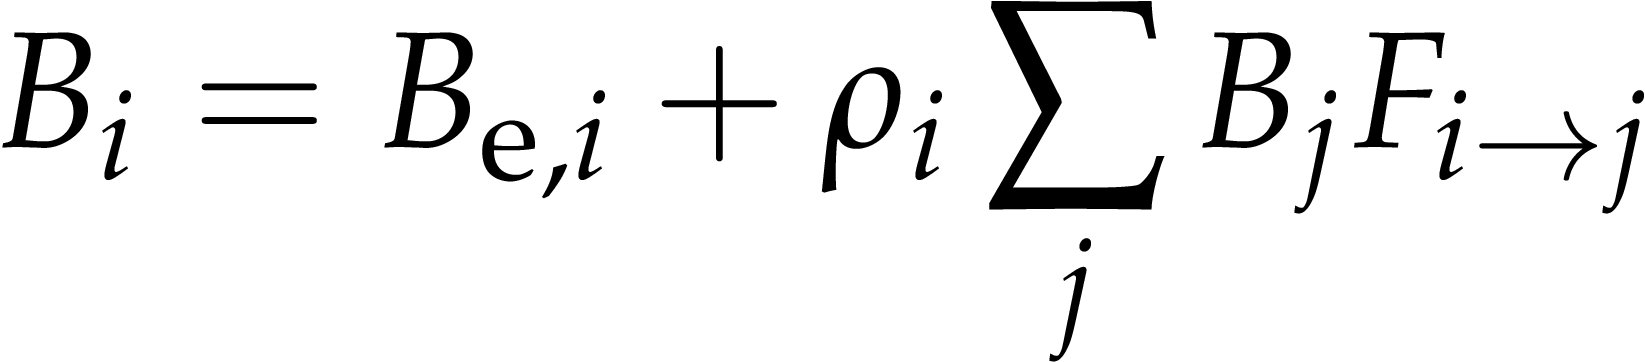 B_i = B_{e,i} + ρ_i ∑_j B_j F_{i→j}